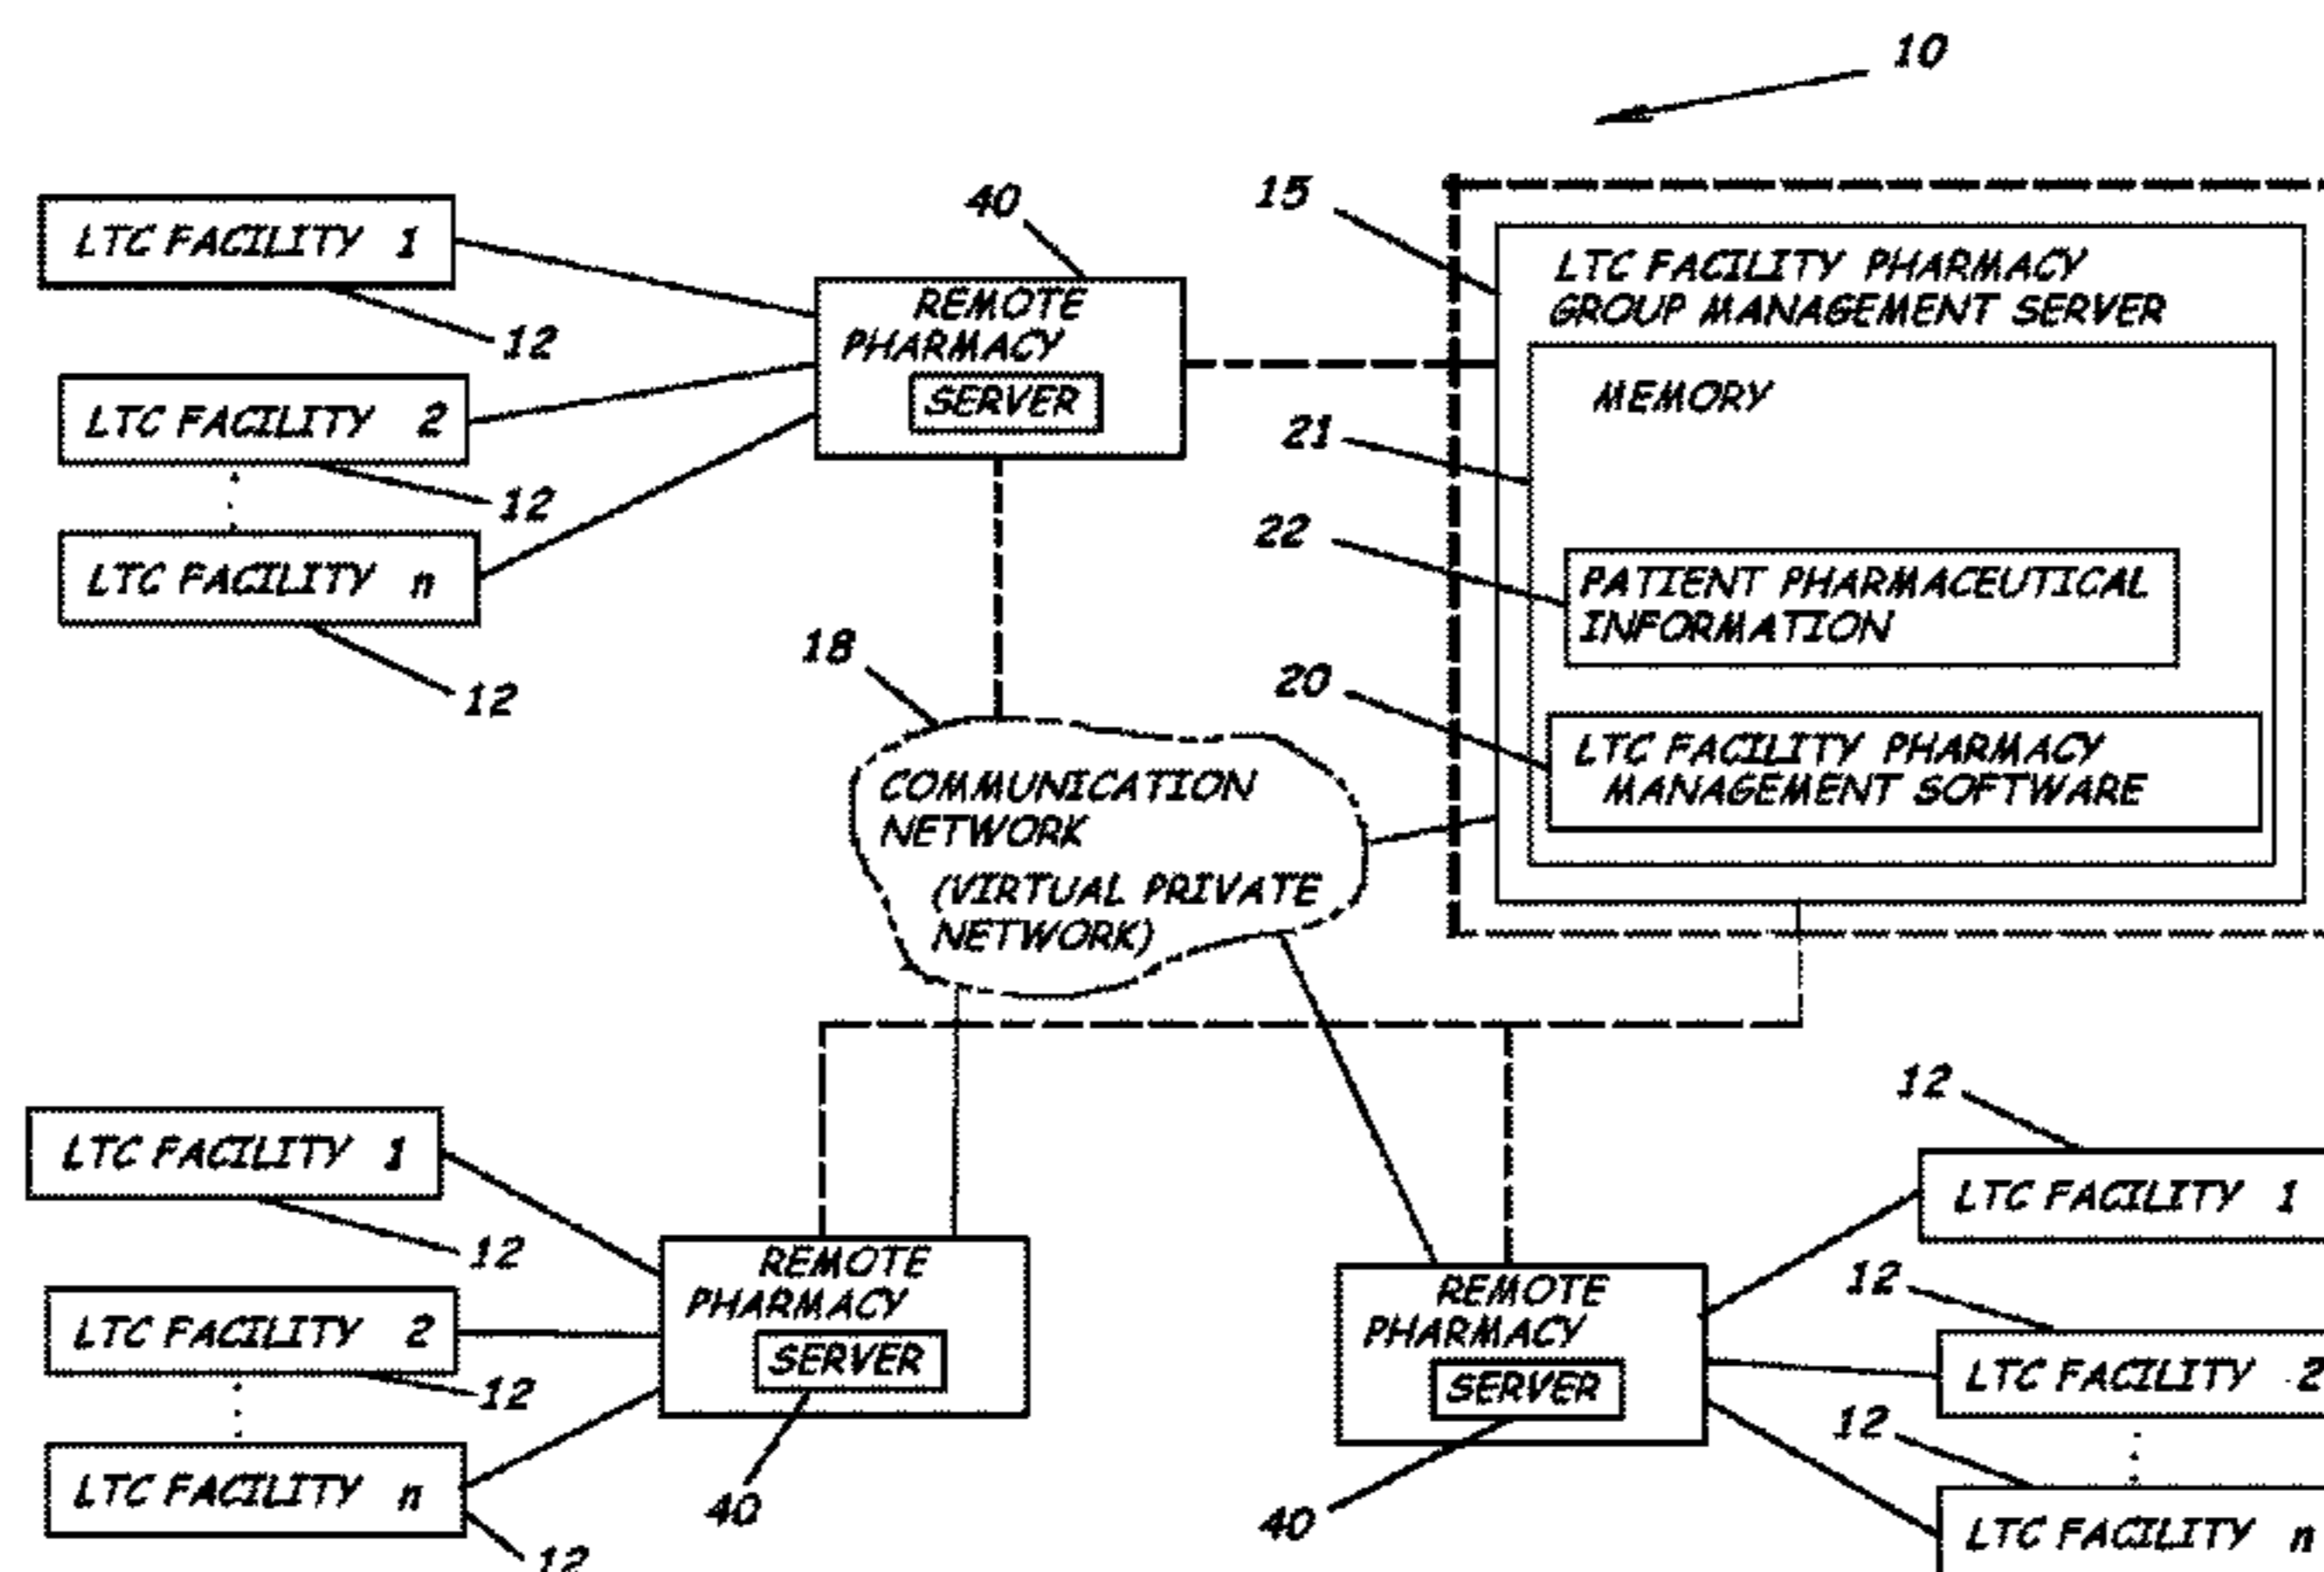 10
40
15
LTC FACILITY 1
12
LTC FACILITY 2
12
LTC FACILITY n
12
REMOTE
PHARMACY
SERVER
LTC FACILITY PHARMACY
GROUP MANAGEMENT SERVER
MEMORY
21
22
PATIENT PHARMACEUTICAL
INFORMATION
20
LTC FACILITY PHARMACY
MANAGEMENT SOFTWARE
18
COMMUNICATION
NETWORK
(VIRTUAL PRIVATE
NETWORK)
LTC FACILITY 1
12
LTC FACILITY 2
12
LTC FACILITY n
12
REMOTE
PHARMACY
SERVER
40
REMOTE
PHARMACY
SERVER
40
12
LTC FACILITY 1
12
LTC FACILITY 2
12
LTC FACILITY n